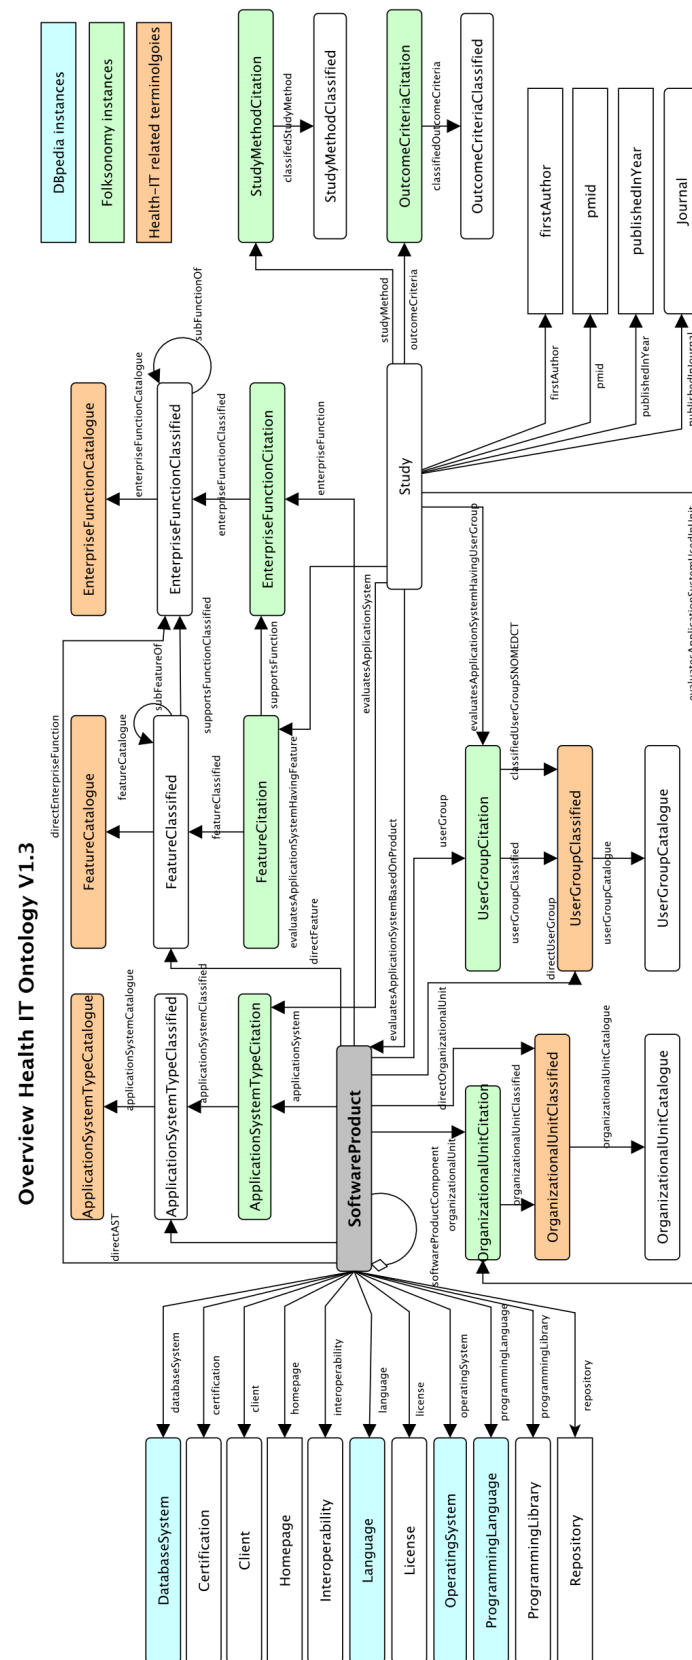 Overview Health IT Ontology V1.3
DBpedia instances
Folksonomy instances
Health-IT related terminolgoies
directEnterpriseFunction
directAST
ApplicationSystemTypeCatalogue
applicationSystemCatalogue
ApplicationSystemTypeClassified
applicationSystemClassified
ApplicationSystemTypeCitation
applicationSystem
FeatureCatalogue
featureCatalogue
subFeatureOf
FeatureClassified
featureClassified
FeatureCitation
supportsFunctionClassified
supportsFunction
evaluatesApplicationSystemHavingFeature
directFeature
EnterpriseFunctionCatalogue
enterpriseFunctionCatalogue
subFunctionOf
EnterpriseFunctionClassified
enterpriseFunctionClassified
EnterpriseFunctionCitation
enterpriseFunction
StudyMethodCitation
classifedStudyMethod
StudyMethodClassified
OutcomeCriteriaCitation
classifiedOutcomeCriteria
OutcomeCriteriaClassified
studyMethod
outcomeCriteria
Study
evaluatesApplicationSystem
evaluatesApplicationSystemBasedOnProduct
SoftwareProduct
softwareProductComponent
organizationalUnit
directOrganizationalUnit
OrganizationalUnitCitation
organizationalUnitClassified
OrganizationalUnitClassified
organizationalUnitCatalogue
OrganizationalUnitCatalogue
userGroup
evaluatesApplicationSystemHavingUserGroup
UserGroupCitation
userGroupClassified
classifiedUserGroupSNOMEDCT
directUserGroup
UserGroupClassified
userGroupCatalogue
UserGroupCatalogue
firstAuthor
firstAuthor
pmid
pmid
publishedInYear
publishedInYear
publishedInJournal
Journal
evaluatesApplicationSystemUsedInUnit
databaseSystem
DatabaseSystem
certification
Certification
client
Client
homepage
Homepage
interoperability
Interoperability
language
Language
license
License
operatingSystem
OperatingSystem
programmingLanguage
ProgrammingLanguage
programmingLibrary
ProgrammingLibrary
repository
Repository